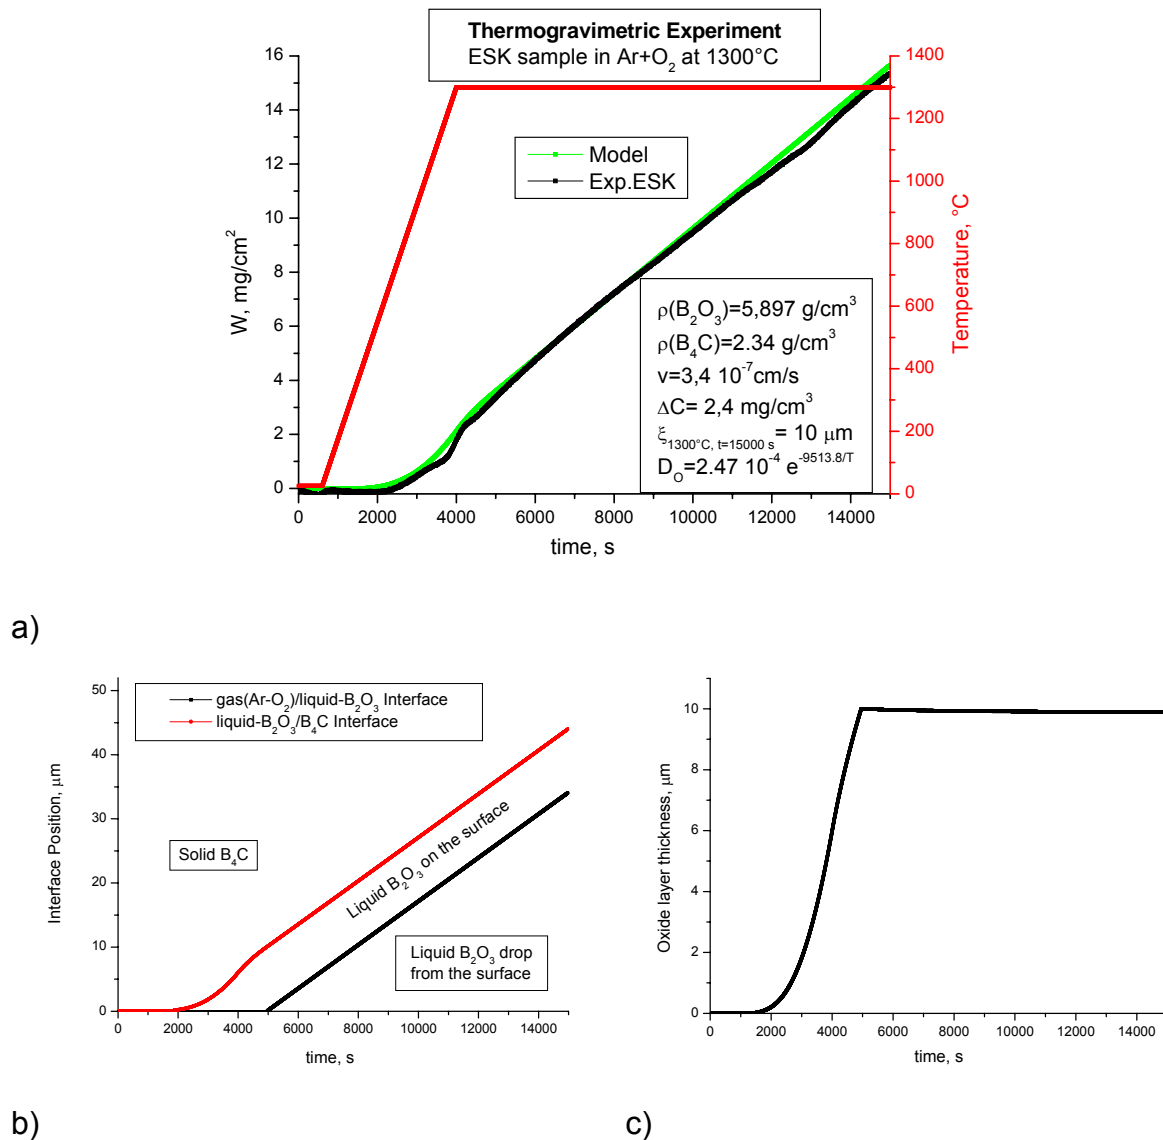 Thermogravimetric Experiment
ESK sample in Ar+O2 at 1300°C
16
14
12
10
8
6
4
2
0
W, mg/cm2
1400
1200
1000
800
600
400
200
0
Temperature, °C
Model
Exp.ESK
ρ(B2O3)=5,897 g/cm3
ρ(B4C)=2.34 g/cm3
v=3,4 10-7cm/s
ΔC= 2,4 mg/cm3
ξ1300°C, t=15000 s= 10 μm
DO=2.47 10-4 e-9513.8/T
0 2000 4000 6000 8000 10000 12000 14000
time, s
a)
gas(Ar-O2)/liquid-B2O3 Interface
liquid-B2O3/B4C Interface
50
40
30
20
10
0
Interface Position, μm
Solid B4C
Liquid B2O3 on the surface
Liquid B2O3 drop
from the surface
0 2000 4000 6000 8000 10000 12000 14000
time, s
b)
10
8
6
4
2
0
Oxide layer thickness, μm
0 2000 4000 6000 8000 10000 12000 14000
time, s
c)